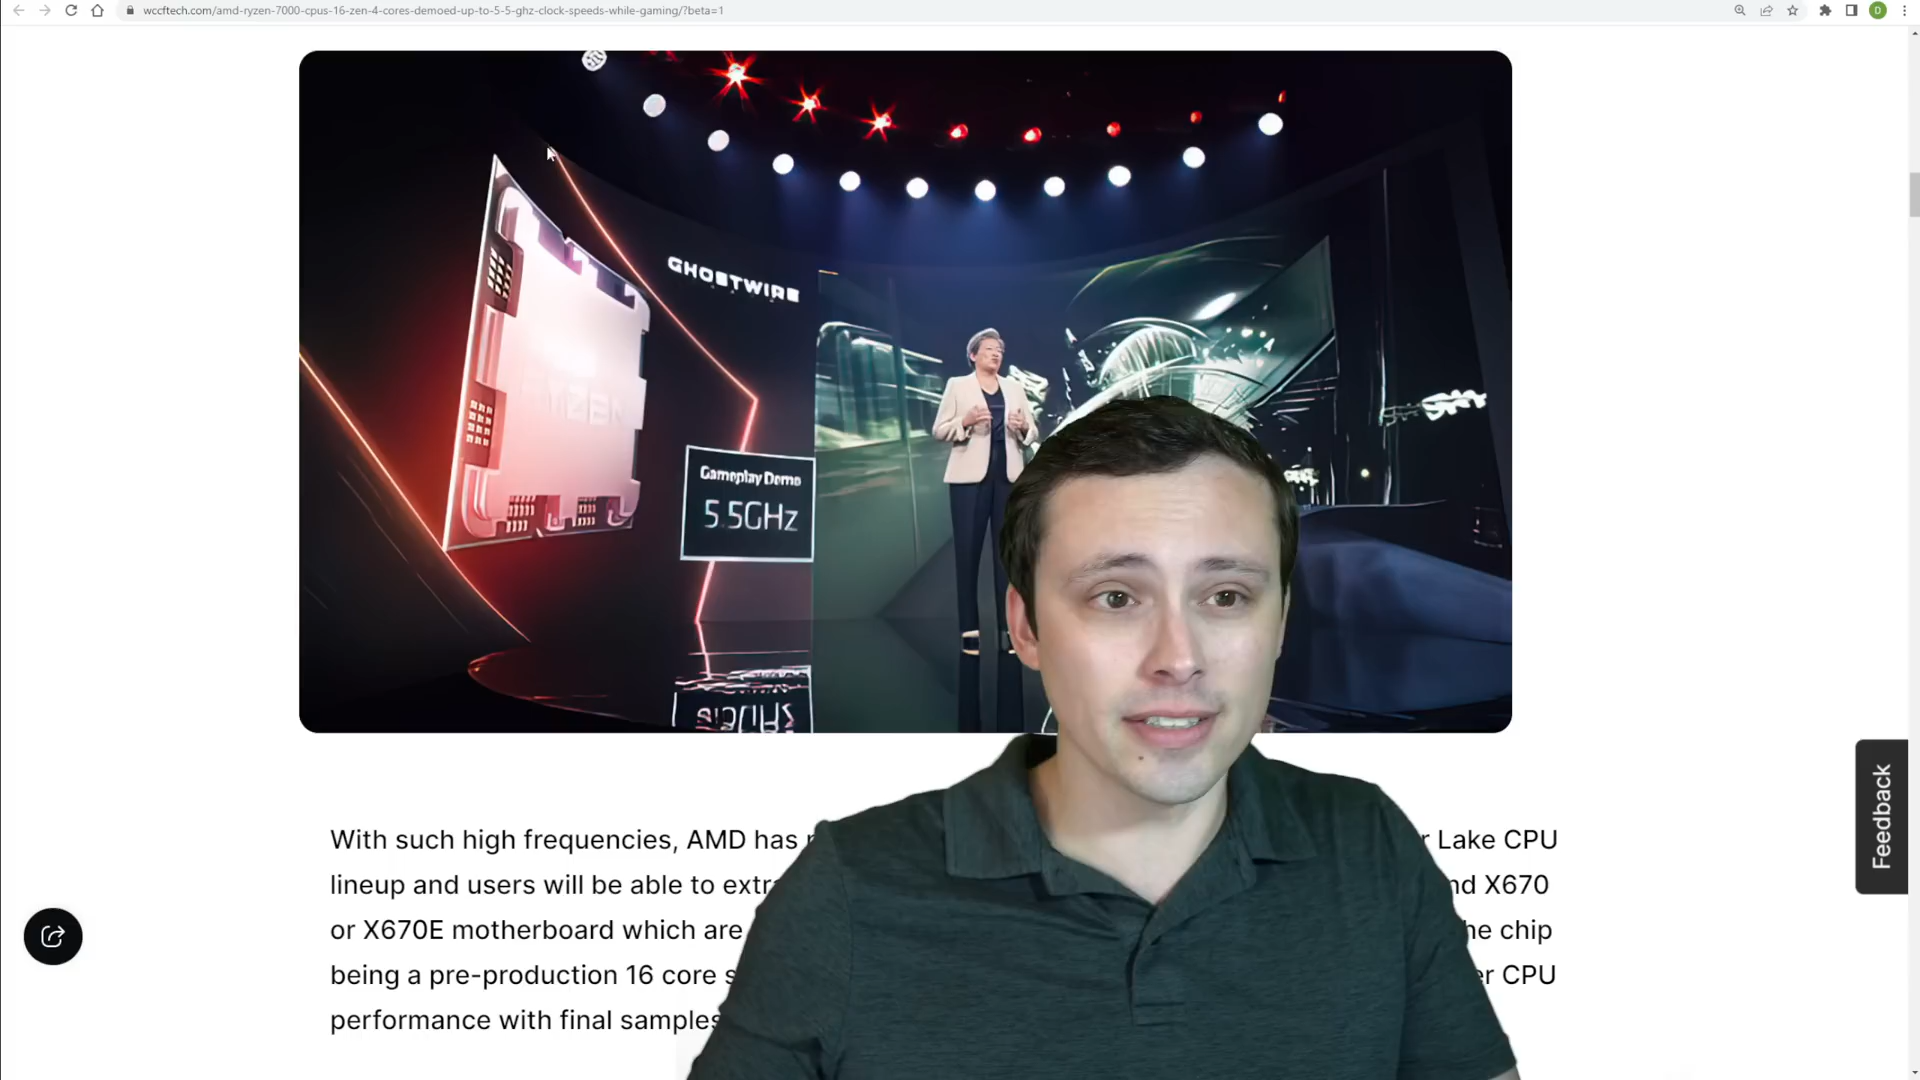 wccftech.com/amd-ryzen-7000-cpus-16-zen-4-cores-demoed-up-to-5-5-ghz-clock-speeds-while-gaming/?beta=1
D
GHOSTWIRE
RYZEN
Gameplay Demo
5.5GHz
With such high frequencies, AMD has Lake CPU
lineup and users will be able to X670
or X670E motherboard which are chip
being a pre-production 16 core CPU
performance with final samples
Feedback